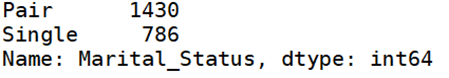 Pair      1430
Single     786
Name: Marital_Status, dtype: int64